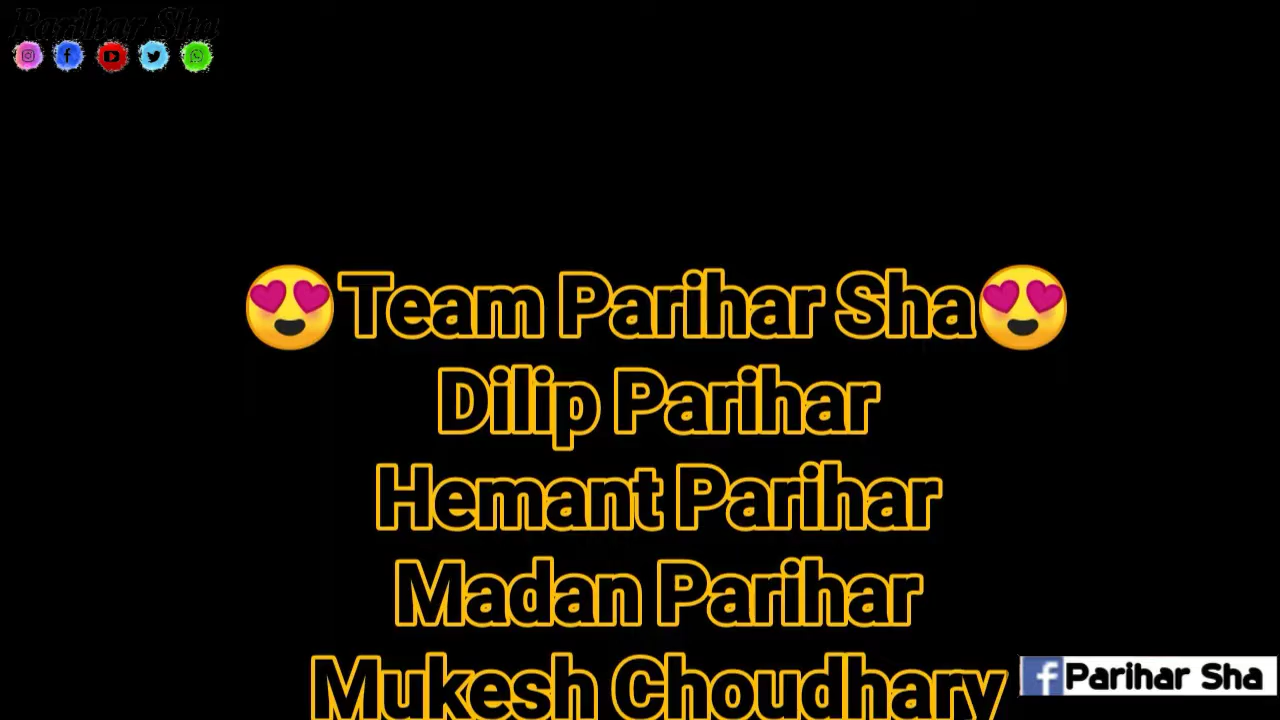 Parihar Sha
😍Team Parihar Sha😍
Dilip Parihar
Hemant Parihar
Madan Parihar
Mukesh Choudhary
Parihar Sha